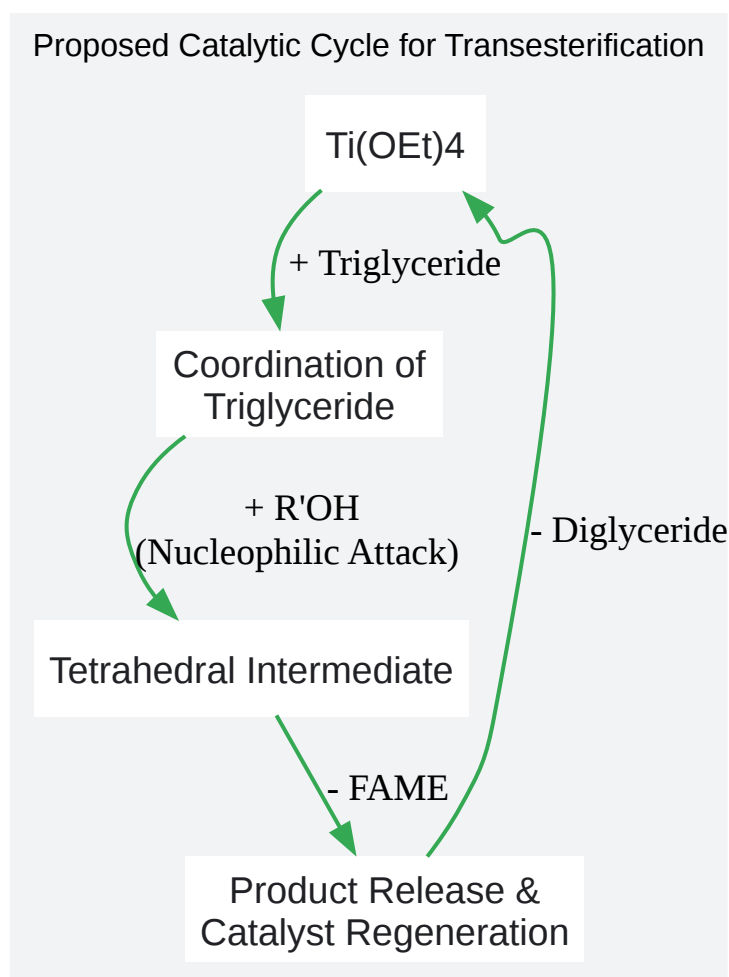 Proposed Catalytic Cycle for Transesterification
Ti(OEt)4
+ Triglyceride
Coordination of
Triglyceride
+ R'OH
(Nucleophilic Attack)
- Diglyceride
Tetrahedral Intermediate
- FAME
Product Release &
Catalyst Regeneration